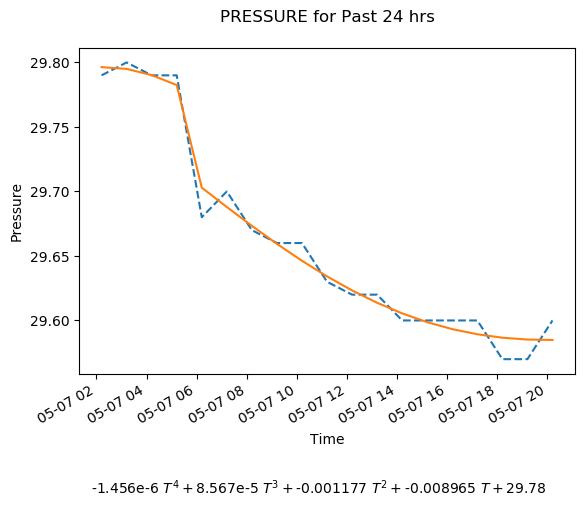 PRESSURE for Past 24 hrs
29.80
29.75
29.70
29.65
29.60
Pressure
05-07 02 05-07 04 05-07 06 05-07 08 05-07 10 05-07 12 05-07 14 05-07 16 05-07 18 05-07 20
Time
-1.456e-6 T⁴ + 8.567e-5 T³ + -0.001177 T² + -0.008965 T + 29.78